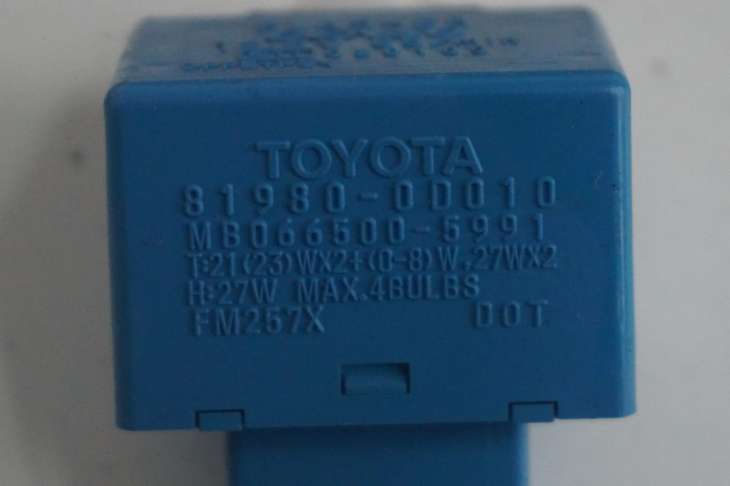 TOYOTA
81980-0D010
MB066500-5991
T:21(23)WX2+(0-8)W,27WX2
H:27W MAX.4BULBS
FM257X DOT